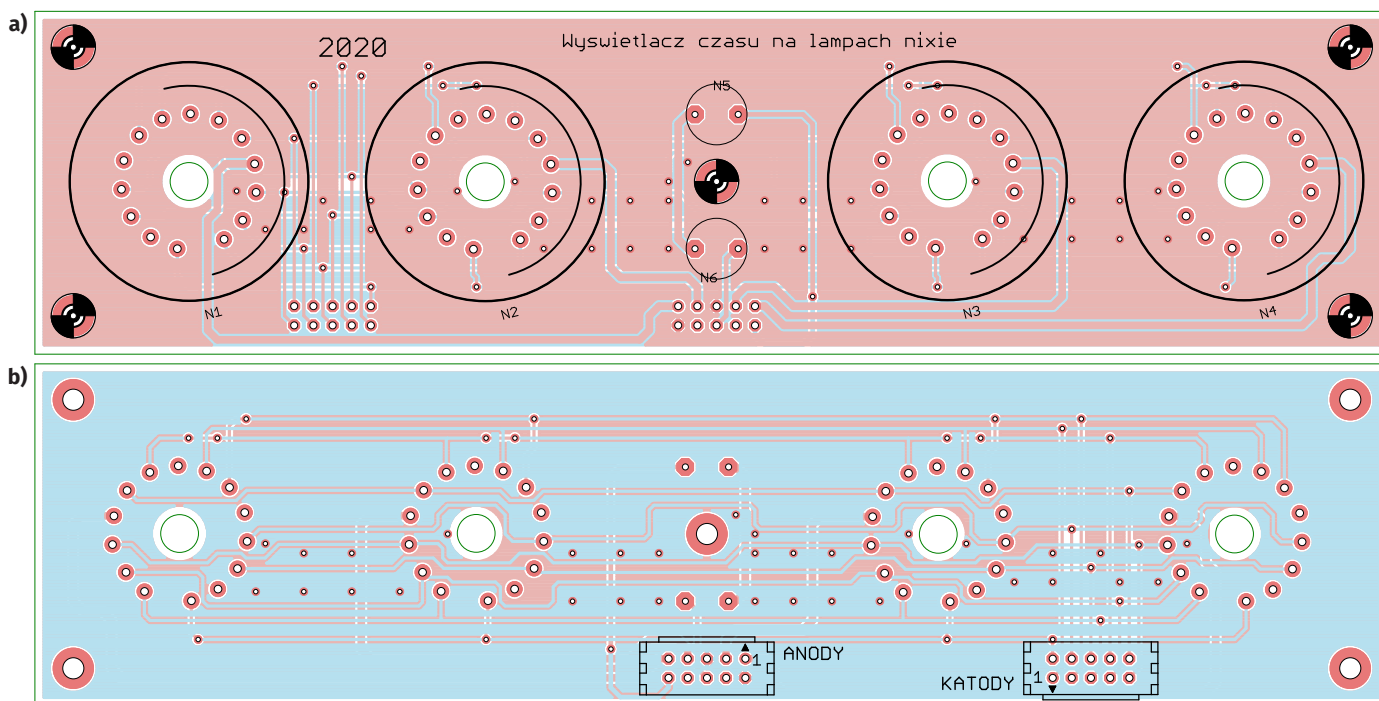 a)
2020
Wyswietlacz czasu na lampach nixie
N5
N6
N1
N2
N3
N4
b)
ANODY
1
KATODY
1